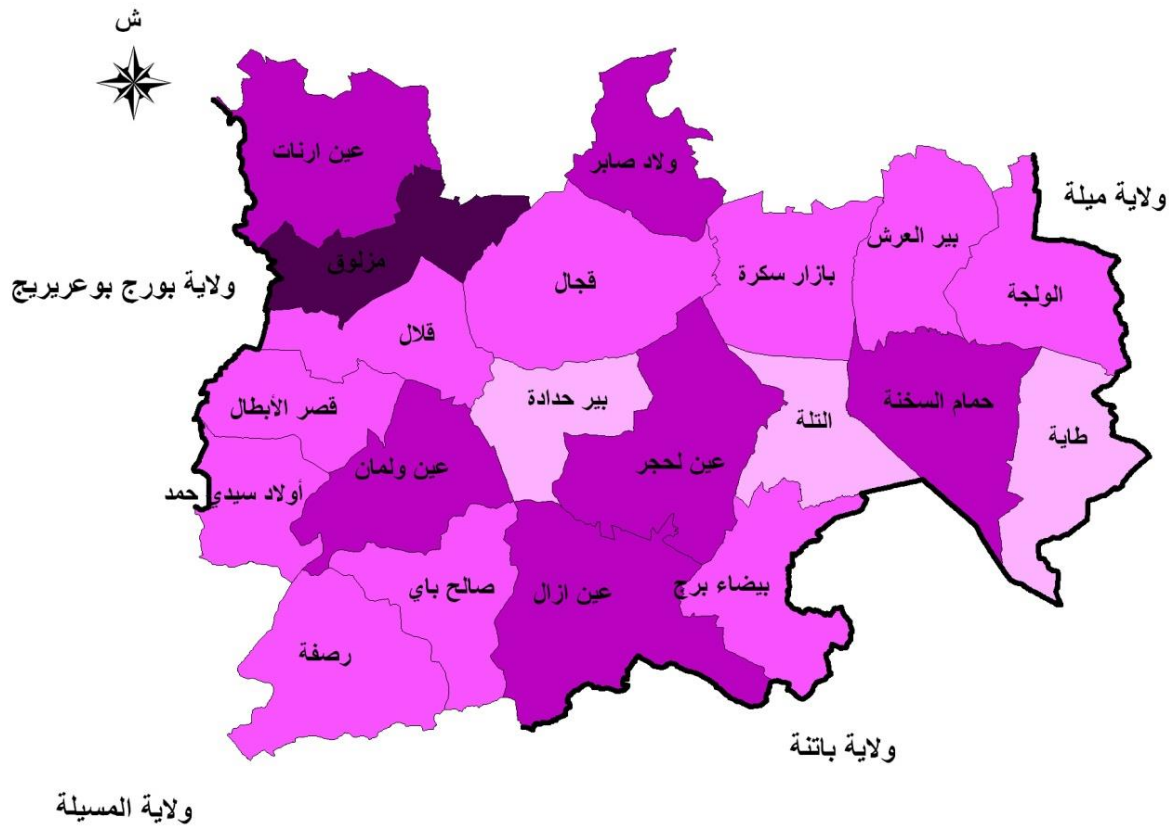 ش
عين ارنات
ولاد صابر
ولاية ميلة
بير العرش
مزلوق
بازار سكرة
قجال
الولجة
ولاية بورج بوعريريج
قلال
قصر الأبطال
بير حدادة
حمام السخنة
التلة
طاية
عين ولمان
عين لحجر
أولاد سيدي حمد
صالح باي
عين ازال
بيضاء برج
رصفة
ولاية باتنة
ولاية المسيلة